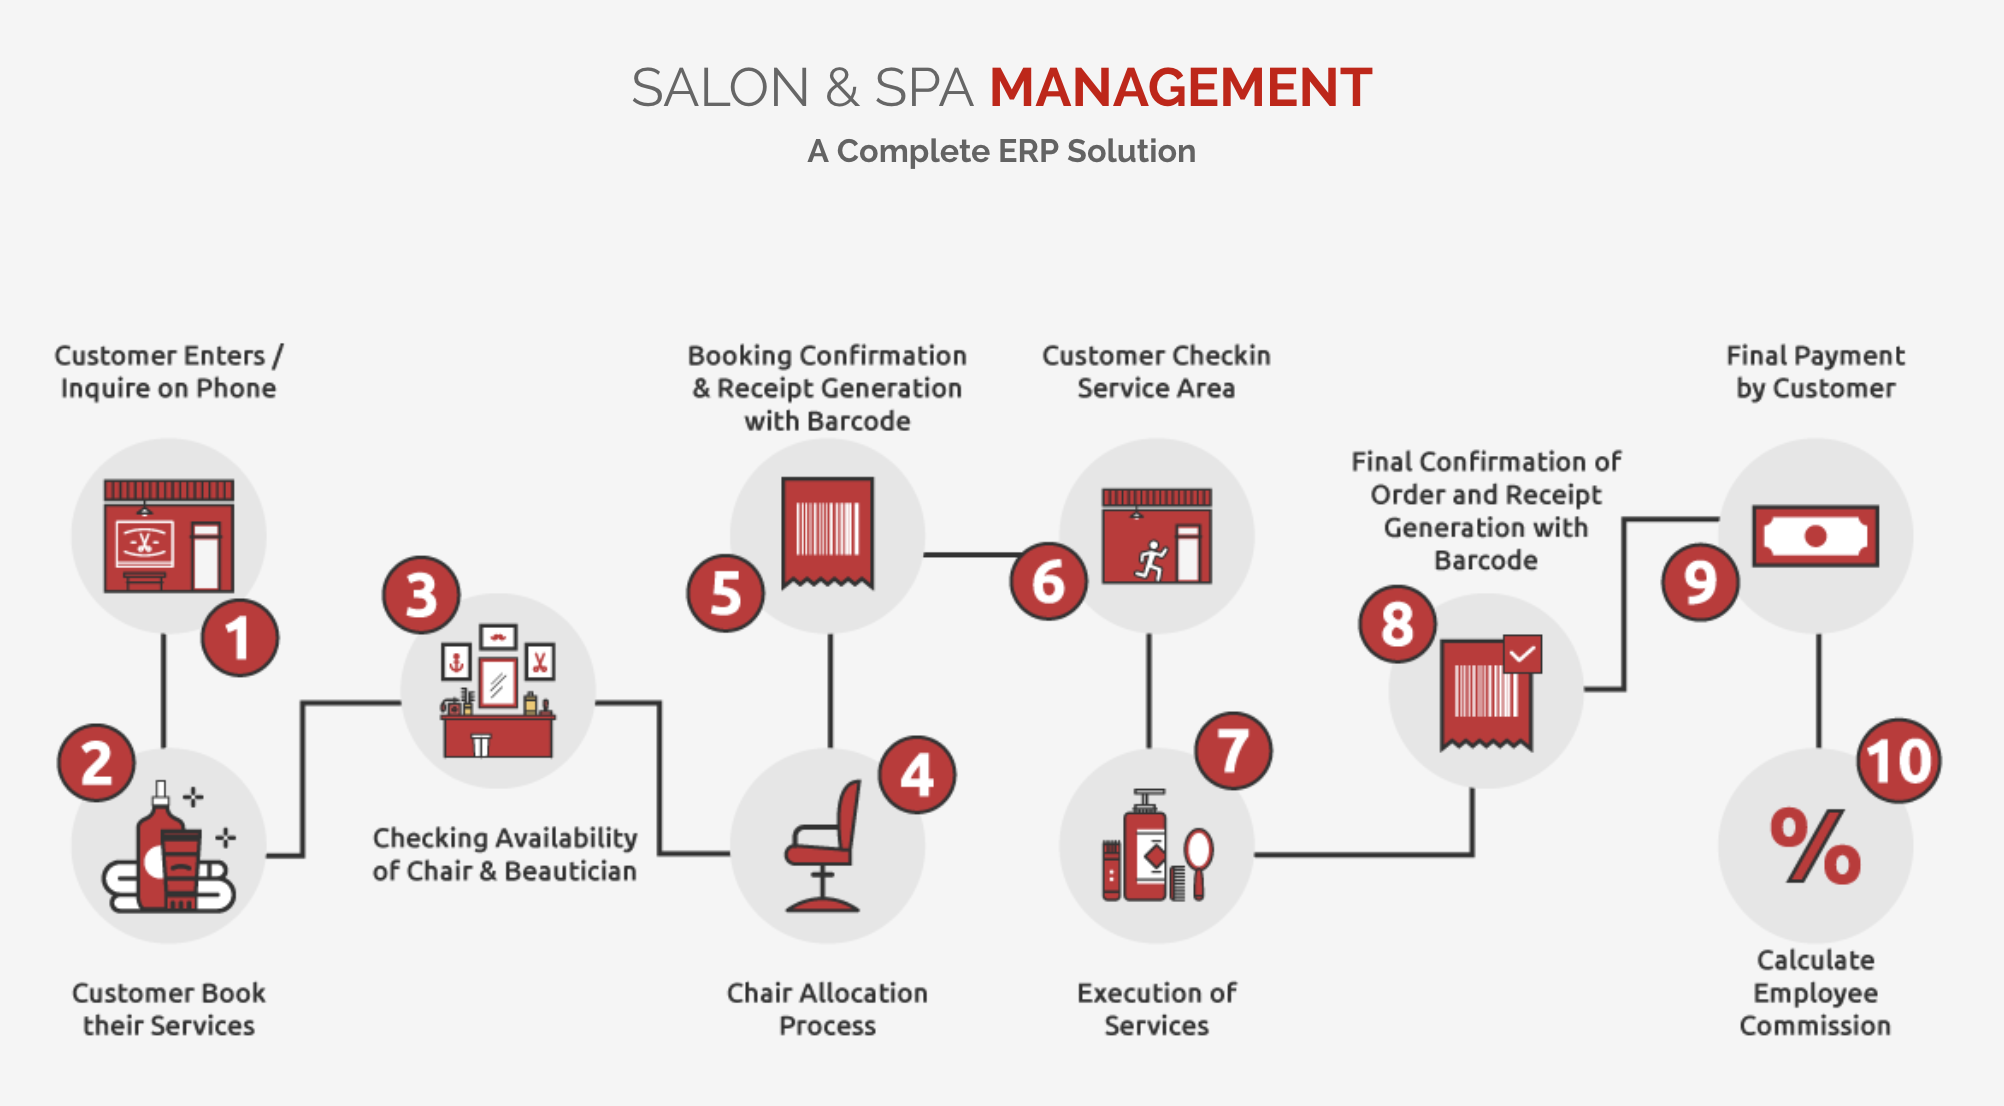 SALON & SPA MANAGEMENT
A Complete ERP Solution
Customer Enters /
Inquire on Phone
1
2
Customer Book
their Services
3
Checking Availability
of Chair & Beautician
4
Chair Allocation
Process
Booking Confirmation
& Receipt Generation
with Barcode
5
Customer Checkin
Service Area
6
7
Execution of
Services
Final Confirmation of
Order and Receipt
Generation with
Barcode
8
Final Payment
by Customer
9
10
%
Calculate
Employee
Commission